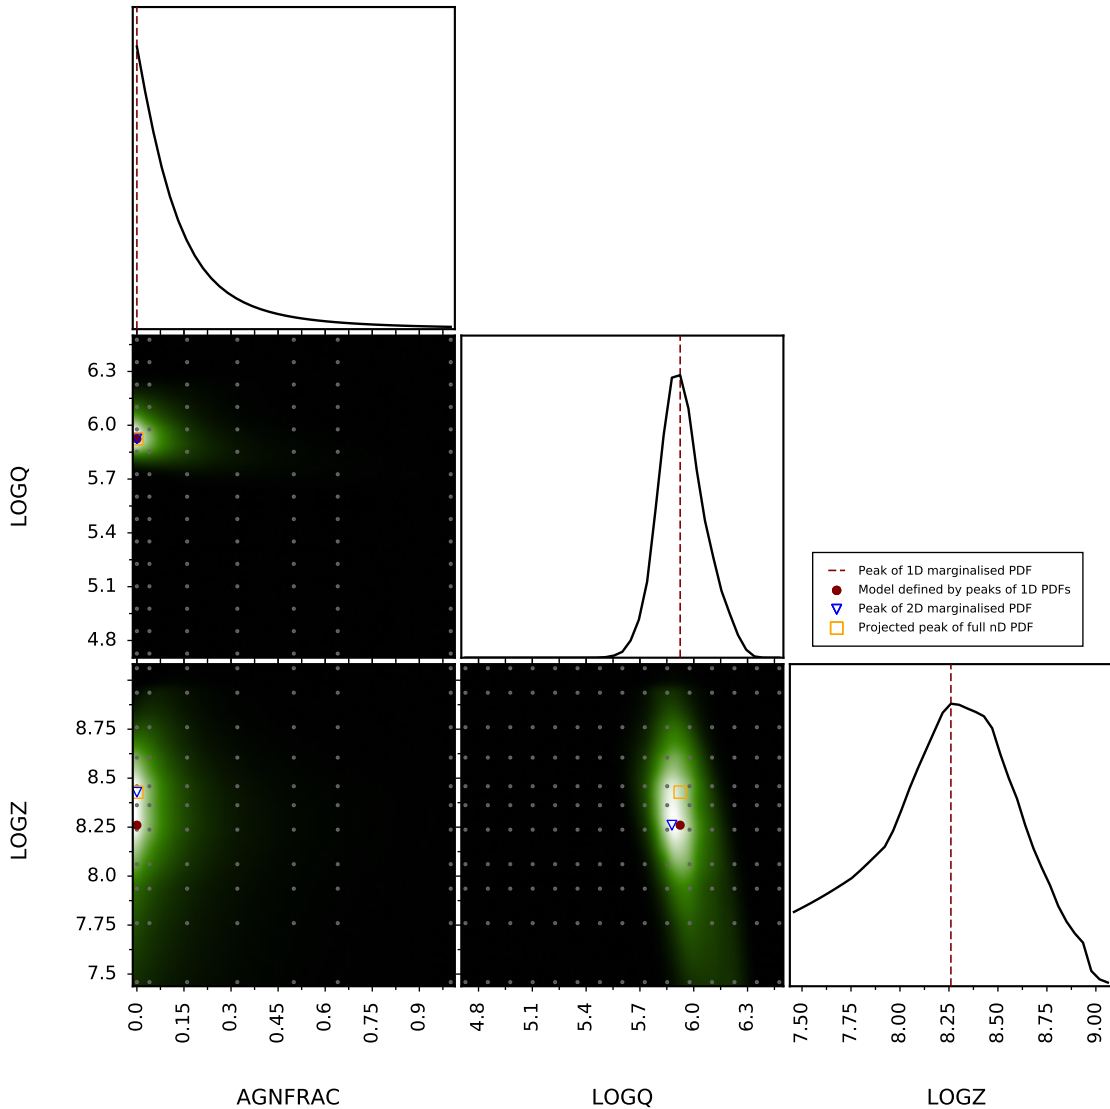 6.3
6.0
5.7
5.4
5.1
4.8
LOGQ
Peak of 1D marginalised PDF
Model defined by peaks of 1D PDFs
Peak of 2D marginalised PDF
Projected peak of full nD PDF
8.75
8.5
8.25
8.0
7.75
7.5
LOGZ
0.0 0.15 0.3 0.45 0.6 0.75 0.9
4.8 5.1 5.4 5.7 6.0 6.3
7.50 7.75 8.00 8.25 8.50 8.75 9.00
AGNFRAC
LOGQ
LOGZ